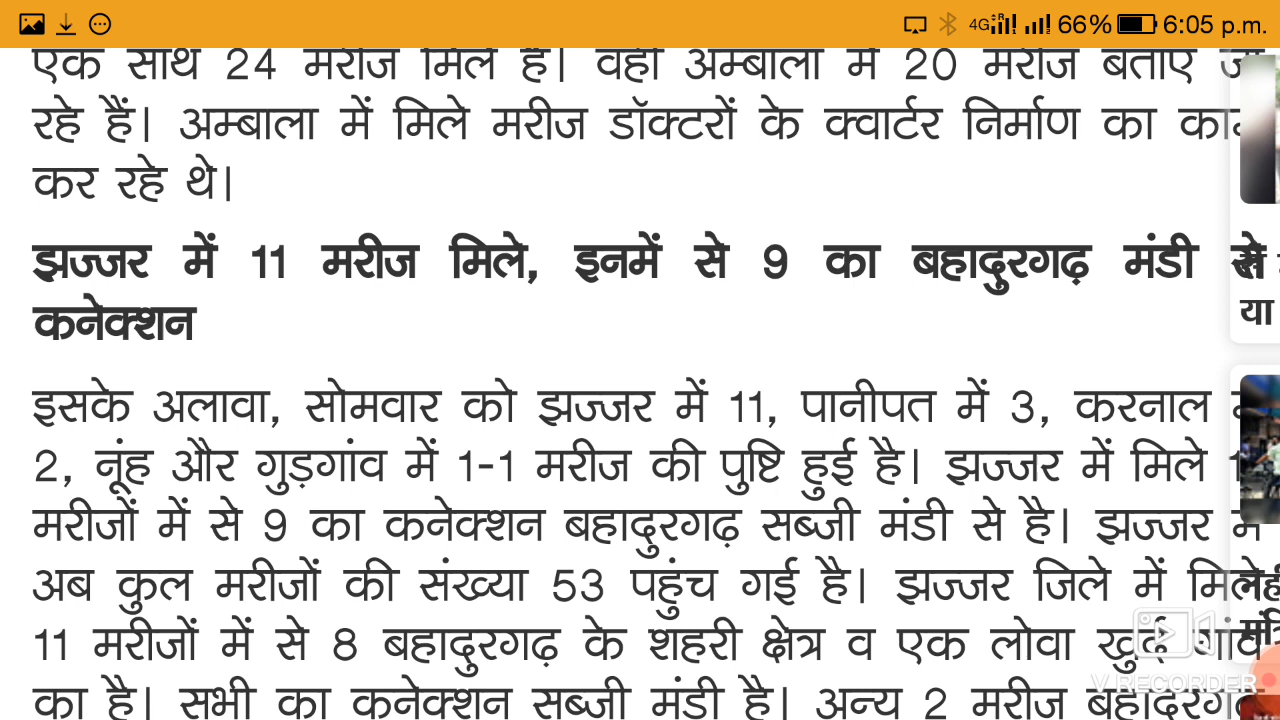 4G R 66% 6:05 p.m.
एक साथ 24 मरीज मिले हैं। वहीं अम्बाला में 20 मरीज बताए
रहे हैं। अम्बाला में मिले मरीज डॉक्टरों के क्वार्टर निर्माण का
कर रहे थे।
झज्जर में 11 मरीज मिले, इनमें से 9 का बहादुरगढ़ मंडी से
या
कनेक्शन
इसके अलावा, सोमवार को झज्जर में 11, पानीपत में 3, करनाल
2, नूंह और गुड़गांव में 1-1 मरीज की पुष्टि हुई है। झज्जर में मिले
मरीजों में से 9 का कनेक्शन बहादुरगढ़ सब्जी मंडी से है। झज्जर में
अब कुल मरीजों की संख्या 53 पहुंच गई है। झज्जर जिले में मिले
11 मरीजों में से 8 बहादुरगढ़ के शहरी क्षेत्र व एक लोवा खुर्द गांव
V RECORDER
का है। सभी का कनेक्शन सब्जी मंडी है। अन्य 2 मरीज